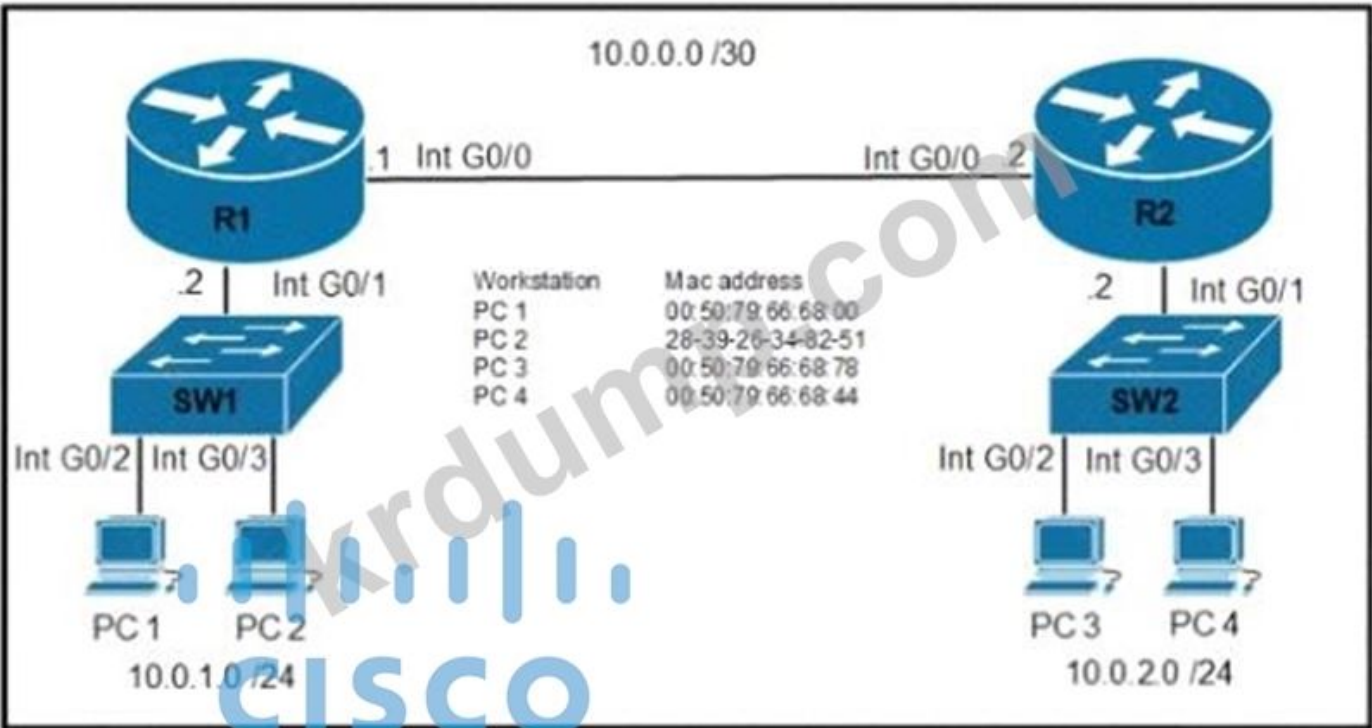 10.0.0.0 /30
.1 Int G0/0
Int G0/0 .2
R1
R2
.2 Int G0/1
.2 Int G0/1
Workstation Mac address
PC 1 00:50:79:66:68:00
PC 2 28-39-26-34-82-51
PC 3 00:50:79:66:68:78
PC 4 00:50:79:66:68:44
SW1
SW2
Int G0/2 Int G0/3
Int G0/2 Int G0/3
PC 1 PC 2
PC 3 PC 4
10.0.1.0 /24
10.0.2.0 /24
krdump.com
CISCO